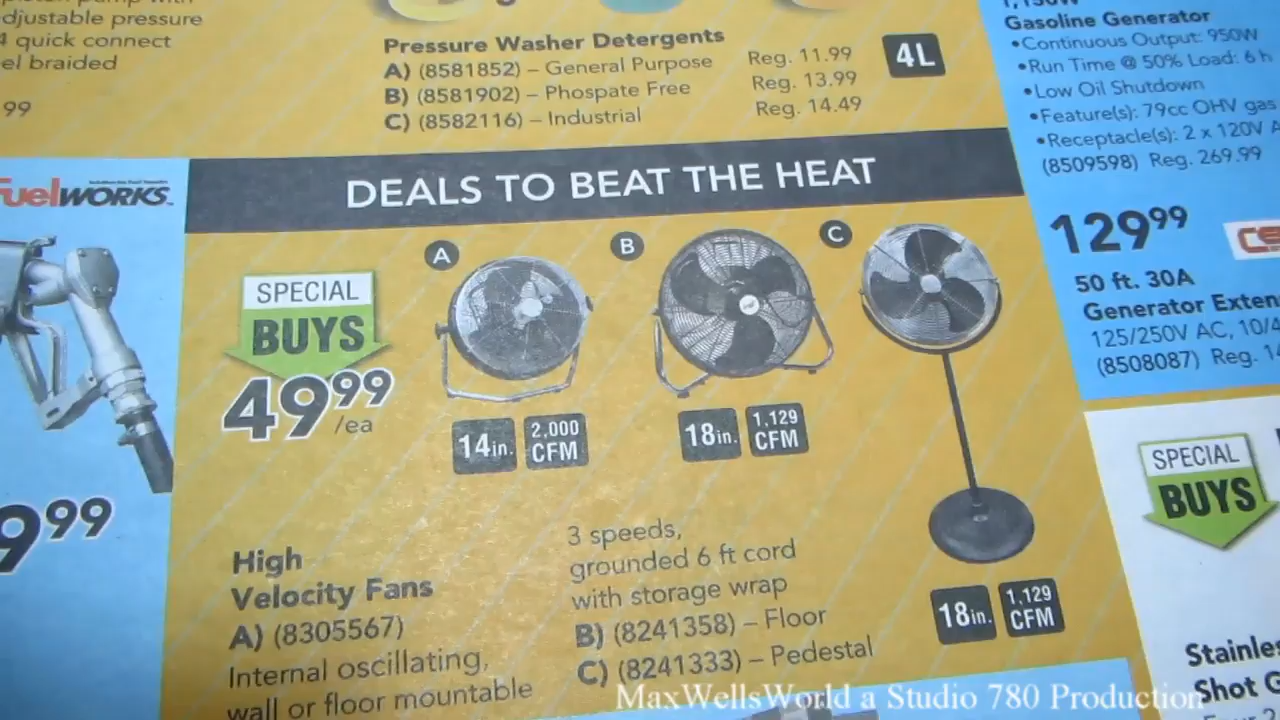 djustable pressure
4 quick connect
el braided
99
Pressure Washer Detergents
A) (8581852) – General Purpose Reg. 11.99
B) (8581902) – Phospate Free Reg. 13.99
C) (8582116) – Industrial Reg. 14.49
4L
Gasoline Generator
•Continuous Output: 950W
•Run Time @ 50% Load: 6 h
•Low Oil Shutdown
•Feature(s): 79cc OHV gas
•Receptacle(s): 2 x 120V A
(8509598) Reg. 269.99
FuelWORKS
DEALS TO BEAT THE HEAT
A
B
C
SPECIAL
BUYS
49 99
/ea
14in.
2,000
CFM
18in.
1,129
CFM
18in.
1,129
CFM
High
Velocity Fans
A) (8305567)
Internal oscillating,
wall or floor mountable
3 speeds,
grounded 6 ft cord
with storage wrap
B) (8241358) – Floor
C) (8241333) – Pedestal
9 99
129 99
50 ft. 30A
Generator Exten
125/250V AC, 10/4
(8508087) Reg. 14
SPECIAL
BUYS
Stainles
Shot G
MaxWellsWorld a Studio 780 Production